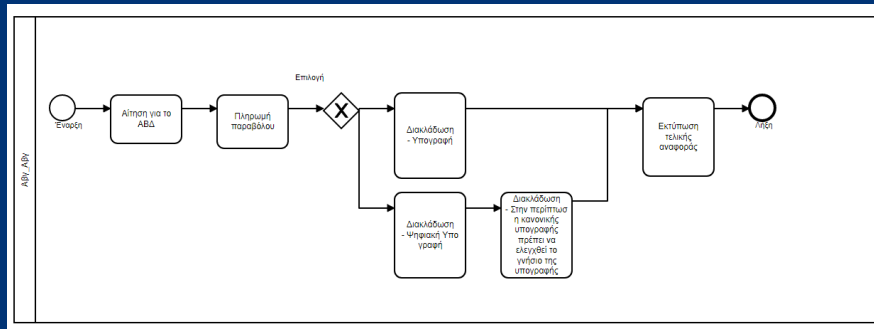 Επιλογή
Αβγ_Αβγ
Έναρξη
Αίτηση για το
ΑΒΔ
Πληρωμή
παραβόλου
Διακλάδωση
- Υπογραφή
Εκτύπωση
τελικής
αναφοράς
Λήξη
Διακλάδωση
- Ψηφιακή Υπο
γραφή
Διακλάδωση
- Στην περίπτωσ
η κανονικής
υπογραφής
πρέπει να
ελεγχθεί το
γνήσιο της
υπογραφής